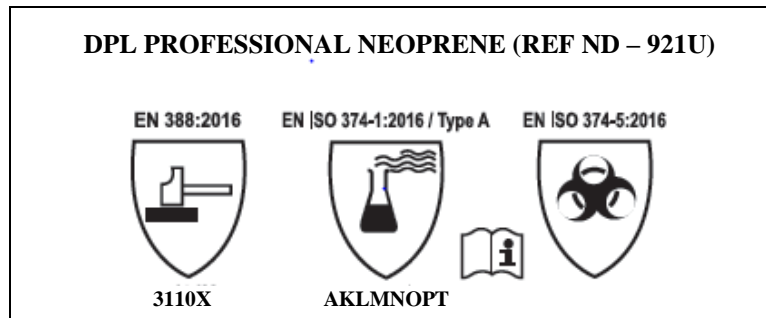 DPL PROFESSIONAL NEOPRENE (REF ND – 921U)
EN 388:2016 EN ISO 374-1:2016 / Type A EN ISO 374-5:2016
i
3110X AKLMNOPT